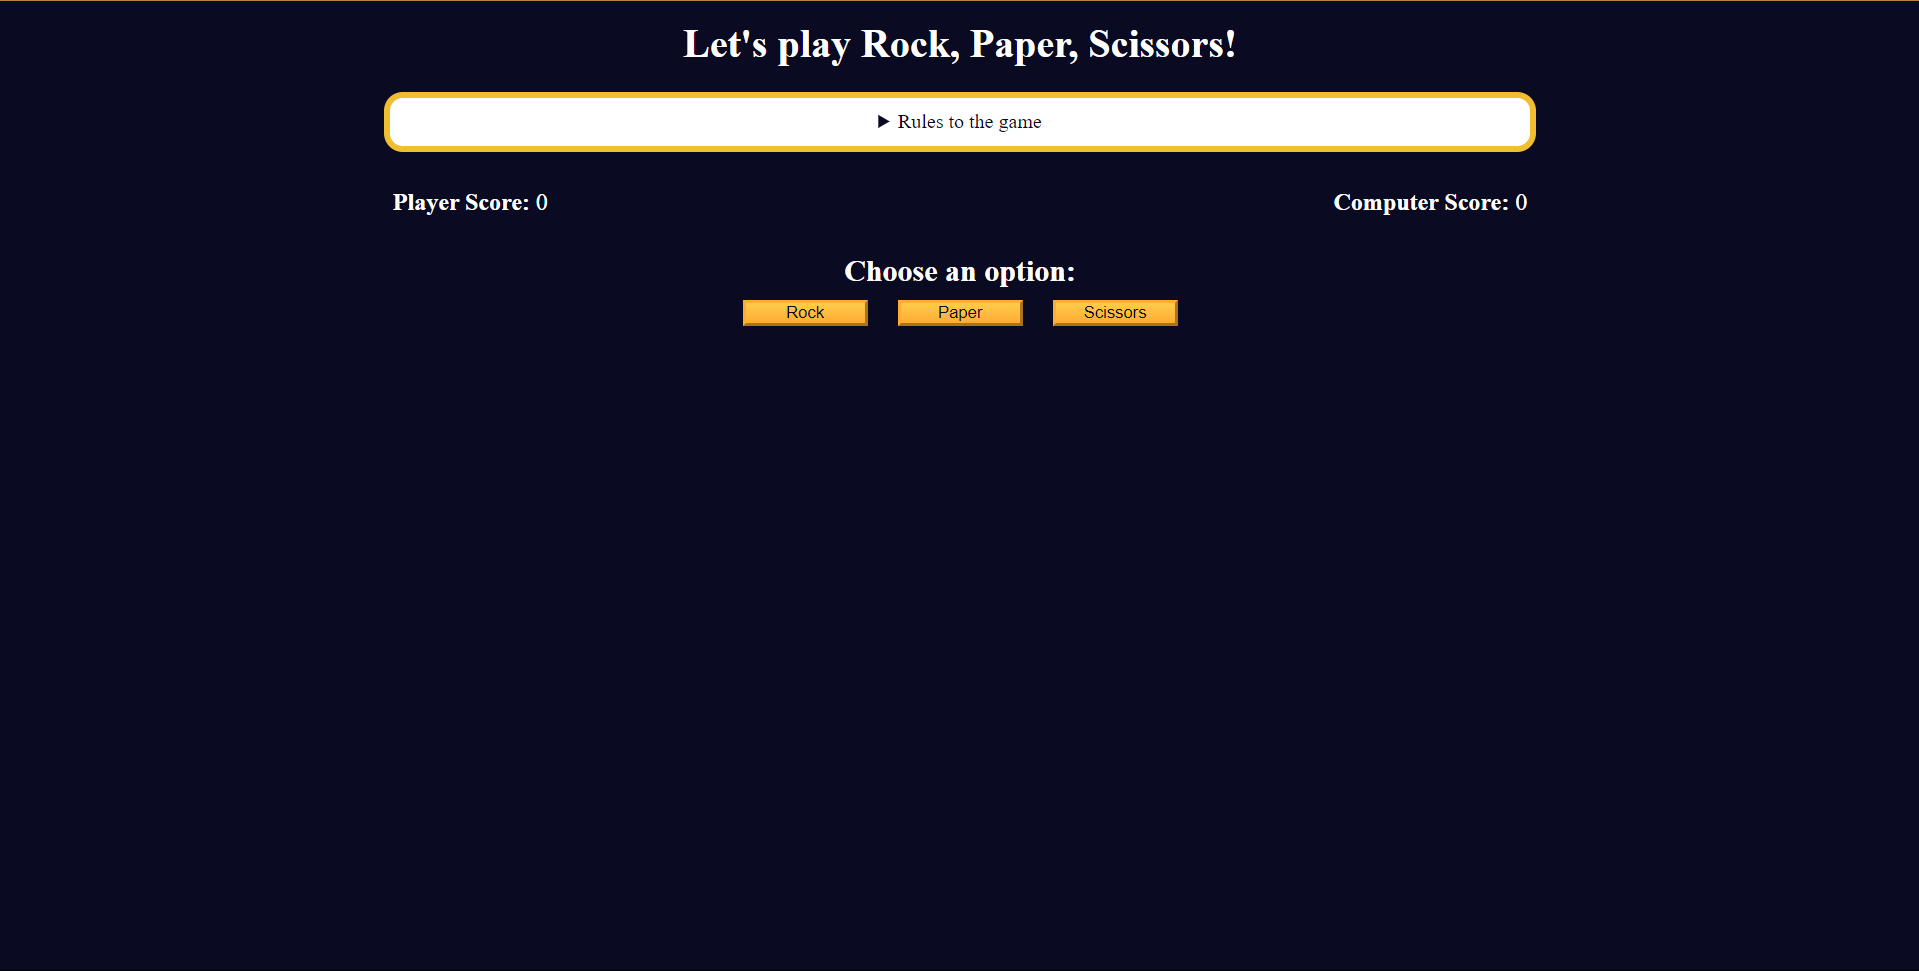 Let's play Rock, Paper, Scissors!
▶ Rules to the game
Player Score: 0 Computer Score: 0
Choose an option:
Rock Paper Scissors